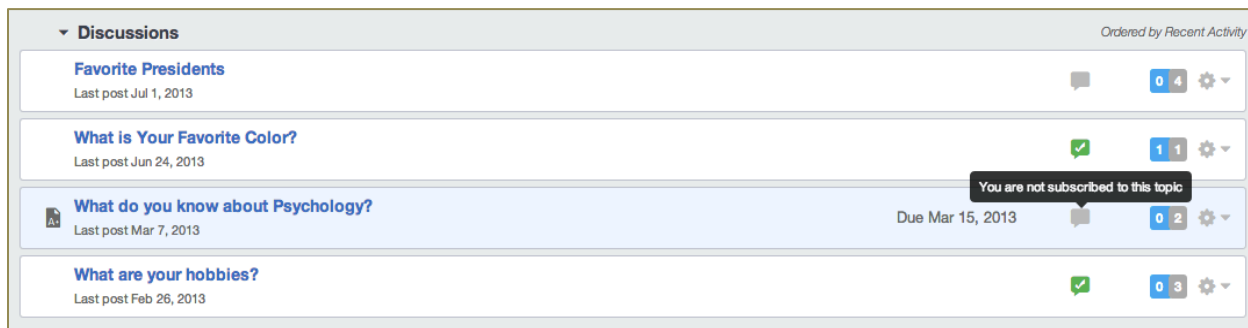 Discussions
Ordered by Recent Activity
Favorite Presidents
Last post Jul 1, 2013
0 4
What is Your Favorite Color?
Last post Jun 24, 2013
1 1
You are not subscribed to this topic
A+
What do you know about Psychology?
Last post Mar 7, 2013
Due Mar 15, 2013
0 2
What are your hobbies?
Last post Feb 26, 2013
0 3